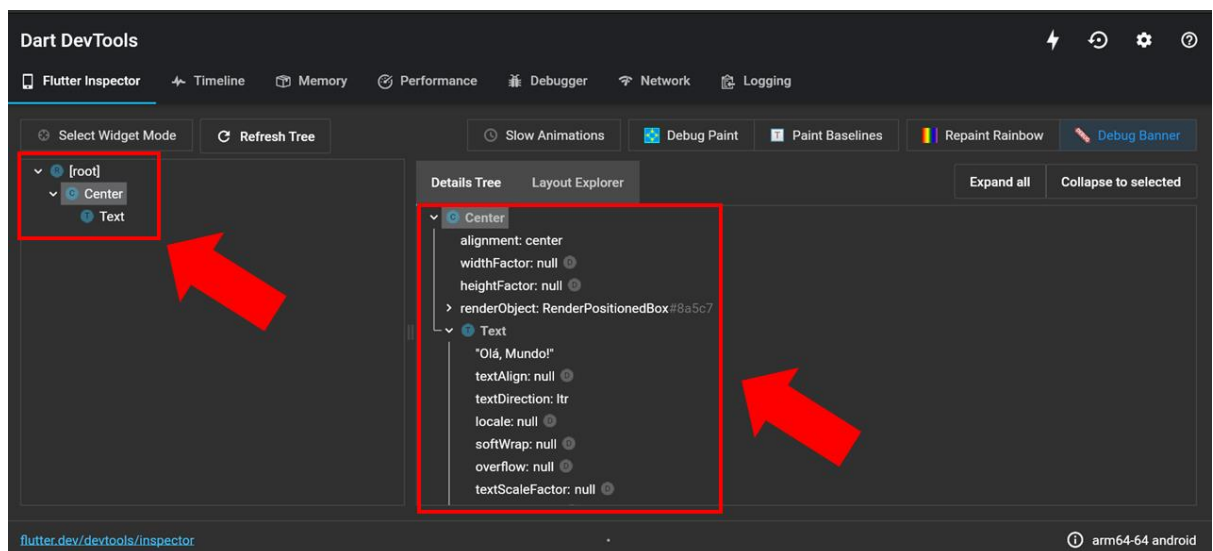 Dart DevTools
Flutter Inspector Timeline Memory Performance Debugger Network Logging
Select Widget Mode Refresh Tree Slow Animations Debug Paint Paint Baselines Repaint Rainbow Debug Banner
[root]
Center
Text
Details Tree Layout Explorer Expand all Collapse to selected
Center
alignment: center
widthFactor: null D
heightFactor: null D
renderObject: RenderPositionedBox#8a5c7
Text
"Olá, Mundo!"
textAlign: null D
textDirection: ltr
locale: null D
softWrap: null D
overflow: null D
textScaleFactor: null D
flutter.dev/devtools/inspector arm64-64 android